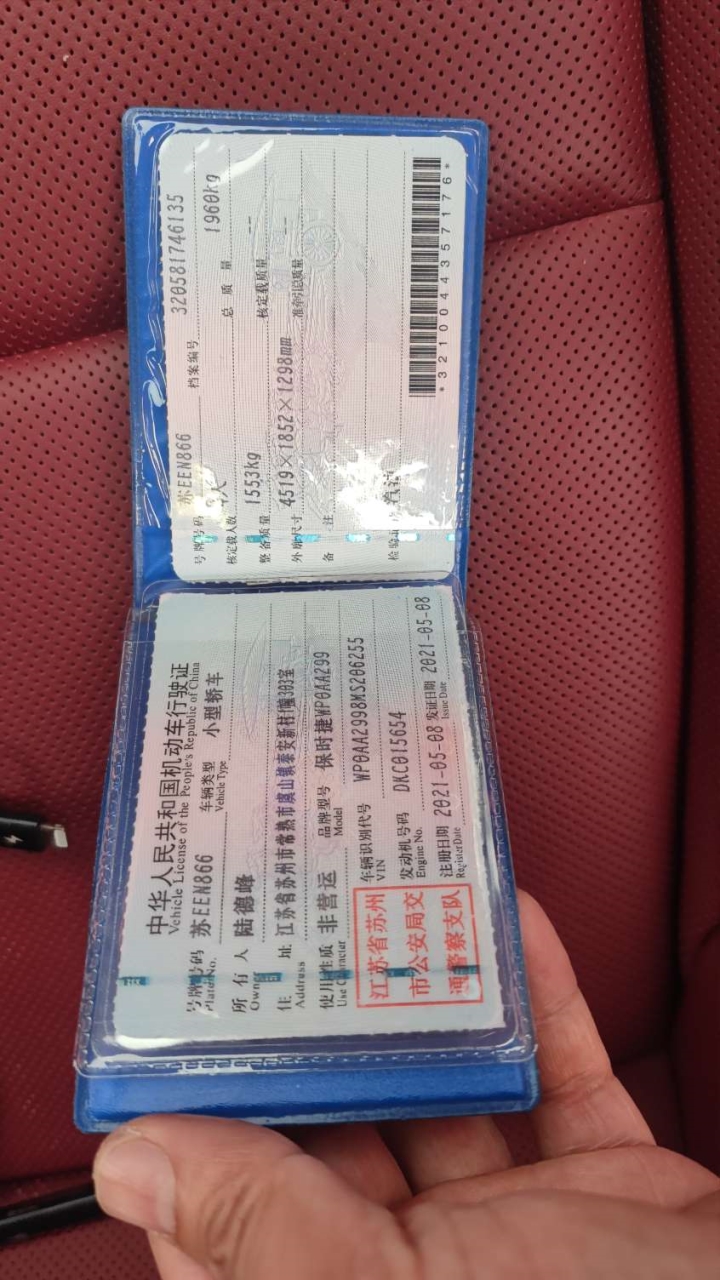 中华人民共和国机动车行驶证
Vehicle License of the People's Republic of China
号牌号码 苏EEN866 车辆类型 小型轿车
Plate No. Vehicle Type
所有人 陆德峰
Owner
住址 江苏省苏州市常熟市虞山镇泰安新村 幢303室
Address
使用性质 非营运 品牌型号 保时捷WP0AA299
Use Character Model
江苏省苏州
市公安局交
通警察支队
车辆识别代号 WP0AA2998MS206255
VIN
发动机号码 DKC015654
Engine No.
注册日期 2021-05-08 发证日期 2021-05-08
Register Date Issue Date
号牌号码 苏EEN866 档案编号 320581746135
核定载人数 人 总质量 1960kg
整备质量 1553kg 核定载质量 --
外廓尺寸 4519×1852×1298mm 准牵引总质量 --
备注
检验
*3210044357176*